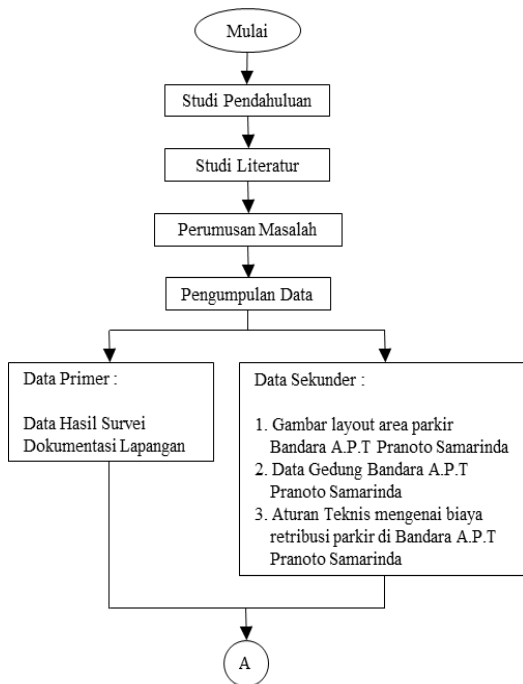 Mulai
Studi Pendahuluan
Studi Literatur
Perumusan Masalah
Pengumpulan Data
Data Primer :
Data Hasil Survei
Dokumentasi Lapangan
Data Sekunder :
1. Gambar layout area parkir
Bandara A.P.T Pranoto Samarinda
2. Data Gedung Bandara A.P.T
Pranoto Samarinda
3. Aturan Teknis mengenai biaya
retribusi parkir di Bandara A.P.T
Pranoto Samarinda
A